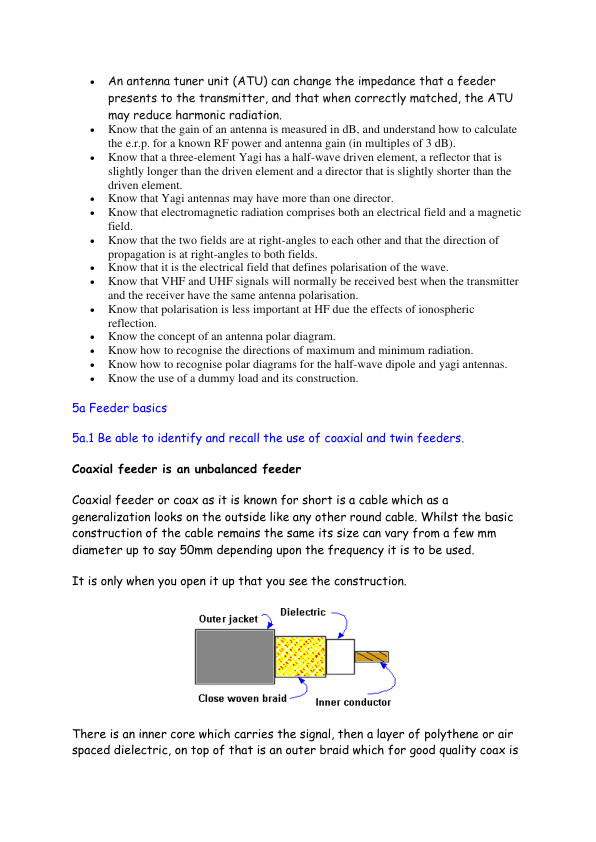 • An antenna tuner unit (ATU) can change the impedance that a feeder
presents to the transmitter, and that when correctly matched, the ATU
may reduce harmonic radiation.
• Know that the gain of an antenna is measured in dB, and understand how to calculate
the e.r.p. for a known RF power and antenna gain (in multiples of 3 dB).
• Know that a three-element Yagi has a half-wave driven element, a reflector that is
slightly longer than the driven element and a director that is slightly shorter than the
driven element.
• Know that Yagi antennas may have more than one director.
• Know that electromagnetic radiation comprises both an electrical field and a magnetic
field.
• Know that the two fields are at right-angles to each other and that the direction of
propagation is at right-angles to both fields.
• Know that it is the electrical field that defines polarisation of the wave.
• Know that VHF and UHF signals will normally be received best when the transmitter
and the receiver have the same antenna polarisation.
• Know that polarisation is less important at HF due the effects of ionospheric
reflection.
• Know the concept of an antenna polar diagram.
• Know how to recognise the directions of maximum and minimum radiation.
• Know how to recognise polar diagrams for the half-wave dipole and yagi antennas.
• Know the use of a dummy load and its construction.
5a Feeder basics
5a.1 Be able to identify and recall the use of coaxial and twin feeders.
Coaxial feeder is an unbalanced feeder
Coaxial feeder or coax as it is known for short is a cable which as a
generalization looks on the outside like any other round cable. Whilst the basic
construction of the cable remains the same its size can vary from a few mm
diameter up to say 50mm depending upon the frequency it is to be used.
It is only when you open it up that you see the construction.
Outer jacket
Dielectric
Close woven braid
Inner conductor
There is an inner core which carries the signal, then a layer of polythene or air
spaced dielectric, on top of that is an outer braid which for good quality coax is